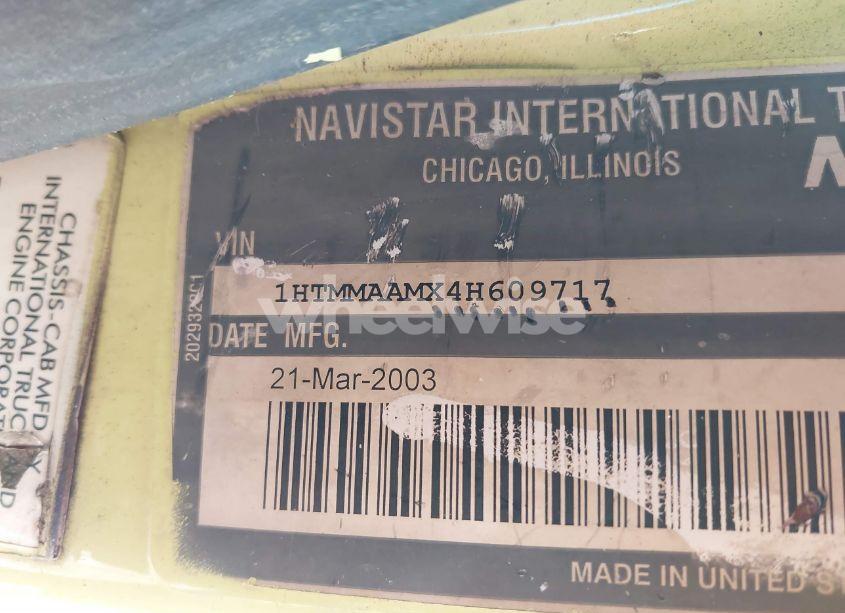 NAVISTAR INTERNATIONAL T
CHICAGO, ILLINOIS
VIN
1HTMMAAMX4H609717
wheelwise
DATE MFG.
21-Mar-2003
MADE IN UNITED S
CHASSIS-CAB MFD
INTERNATIONAL TRUC
ENGINE CORPORAT